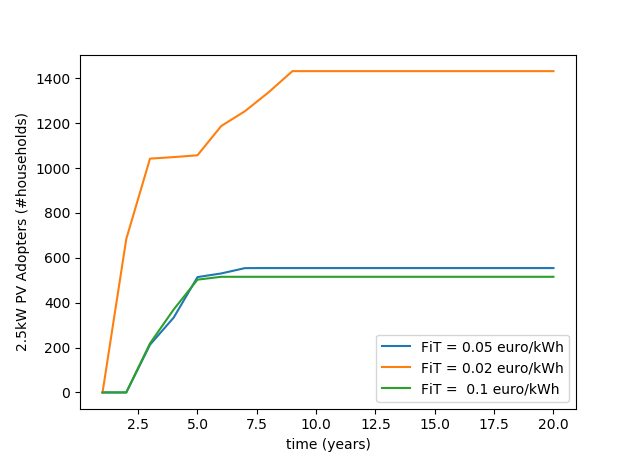 1400
1200
1000
800
600
400
200
0
2.5kW PV Adopters (#households)
2.5 5.0 7.5 10.0 12.5 15.0 17.5 20.0
time (years)
FiT = 0.05 euro/kWh
FiT = 0.02 euro/kWh
FiT =  0.1 euro/kWh